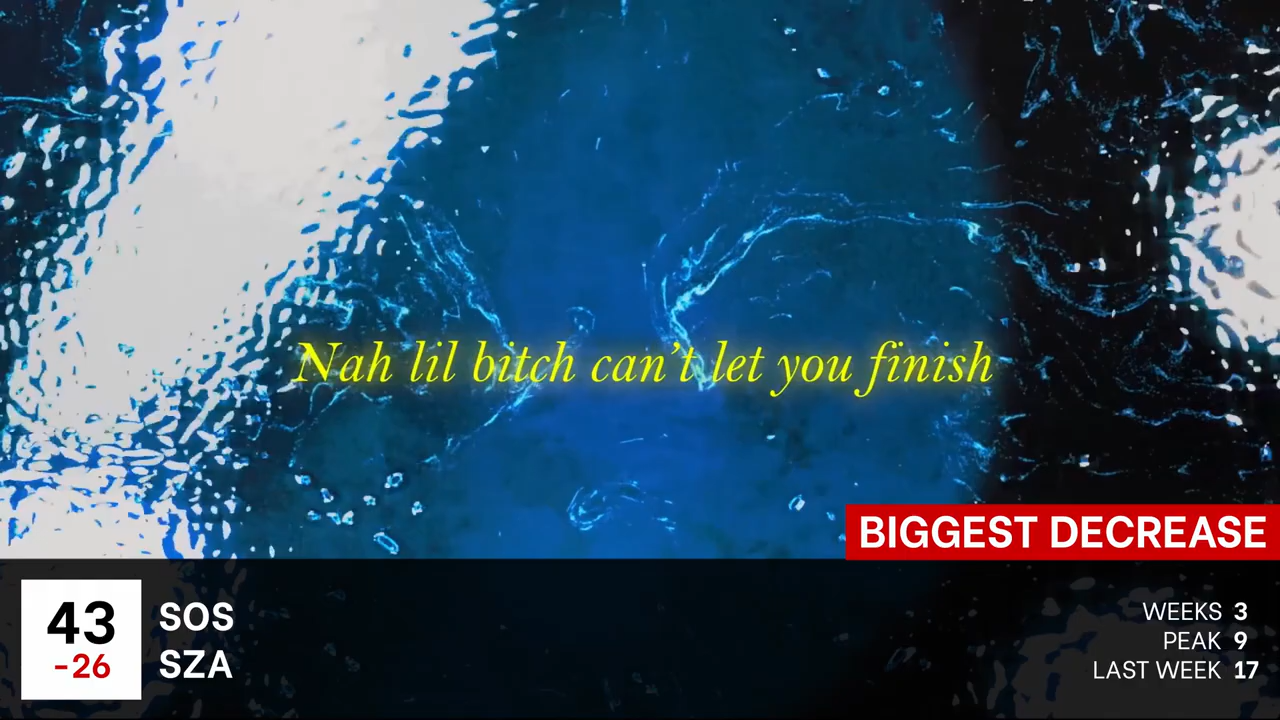 Nah lil bitch can’t let you finish
BIGGEST DECREASE
43
-26
SOS
SZA
WEEKS 3
PEAK 9
LAST WEEK 17